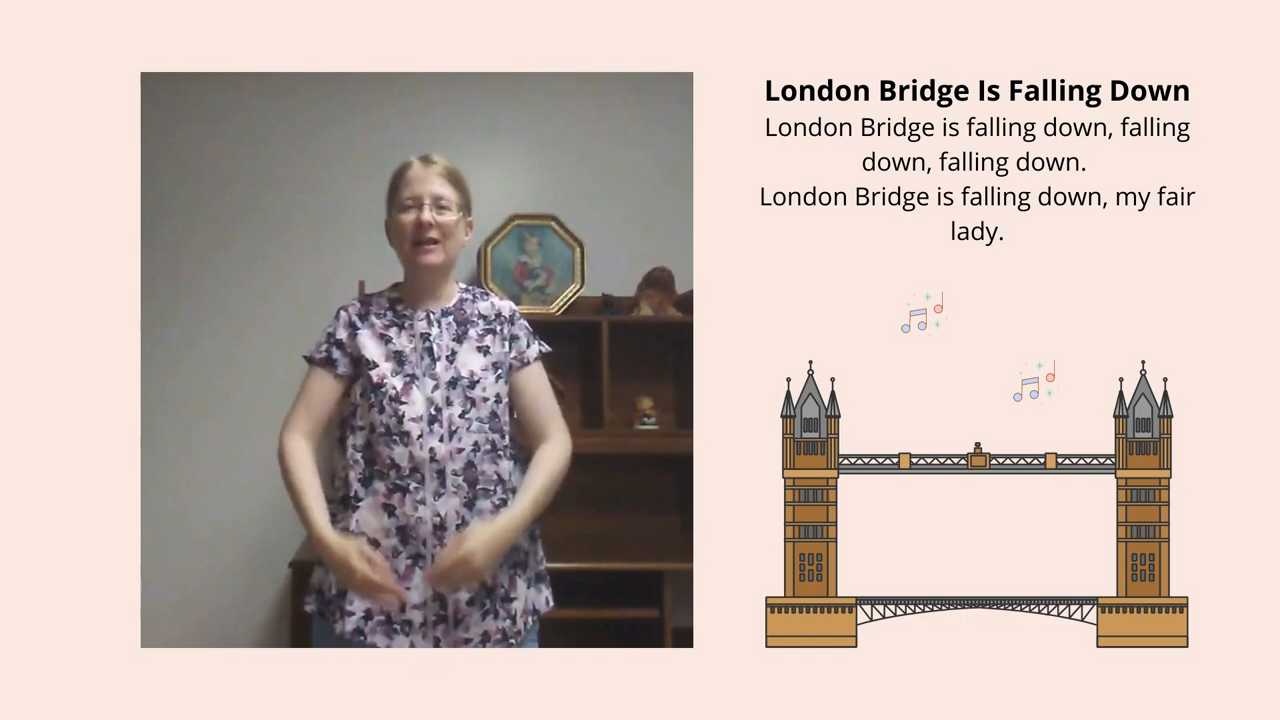 London Bridge Is Falling Down
London Bridge is falling down, falling
down, falling down.
London Bridge is falling down, my fair
lady.